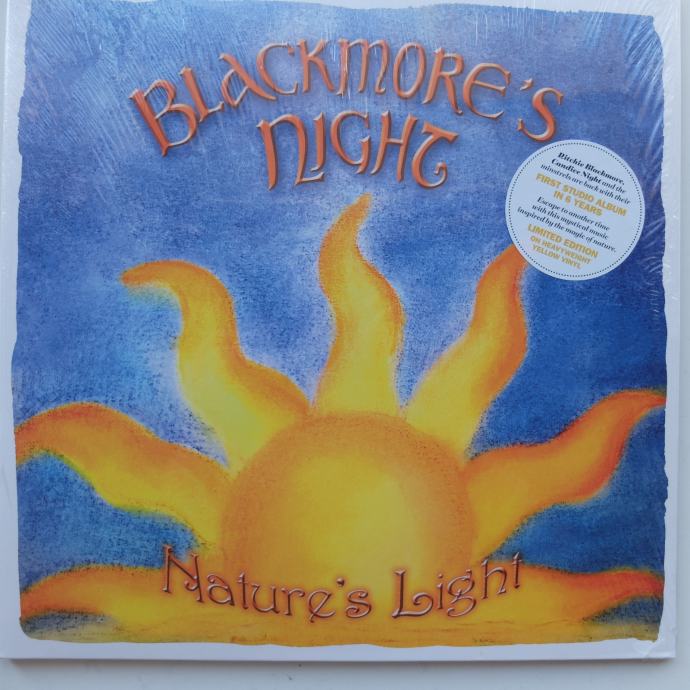 BLACKMORE'S
NIGHT
Ritchie Blackmore,
Candice Night and the
minstrels are back with their
FIRST STUDIO ALBUM
IN 6 YEARS
Escape to another time
with this mystical music
inspired by the magic of nature.
LIMITED EDITION
ON HEAVYWEIGHT
YELLOW VINYL
Nature's Light